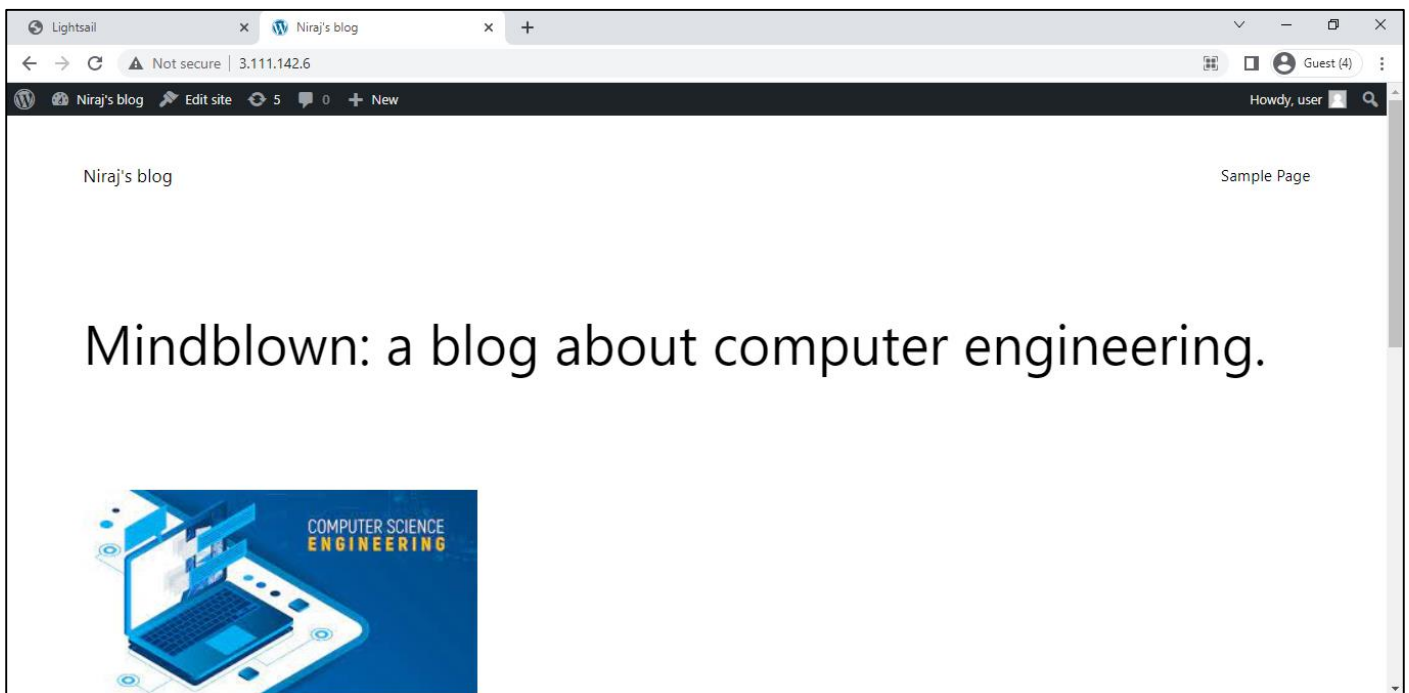 Lightsail
Niraj's blog
Not secure | 3.111.142.6
Guest (4)
Niraj's blog Edit site 5 0 + New
Howdy, user
Niraj's blog
Sample Page
Mindblown: a blog about computer engineering.
COMPUTER SCIENCE
ENGINEERING